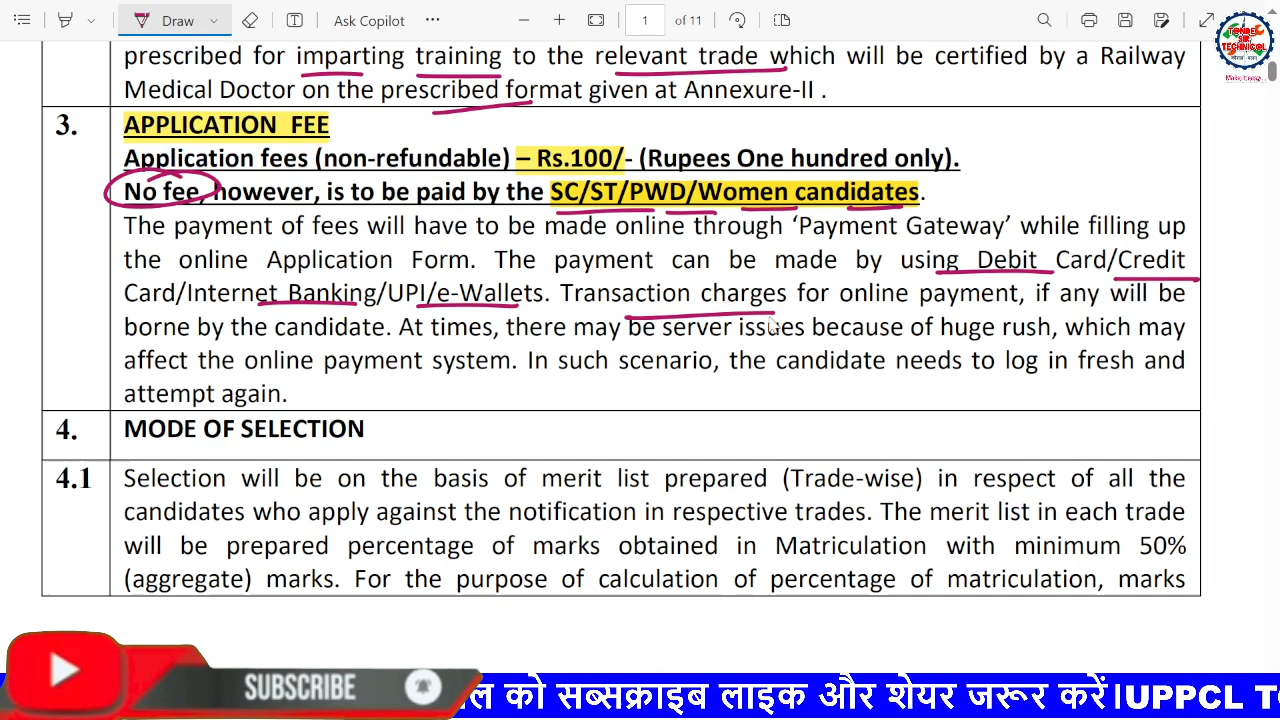 Draw
Ask Copilot
1 of 11
TONDEL SIR TECHNICAL
prescribed for imparting training to the relevant trade which will be certified by a Railway
Medical Doctor on the prescribed format given at Annexure-II .
3. APPLICATION FEE
Application fees (non-refundable) – Rs.100/- (Rupees One hundred only).
No fee, however, is to be paid by the SC/ST/PWD/Women candidates.
The payment of fees will have to be made online through ‘Payment Gateway’ while filling up
the online Application Form. The payment can be made by using Debit Card/Credit
Card/Internet Banking/UPI/e-Wallets. Transaction charges for online payment, if any will be
borne by the candidate. At times, there may be server issues because of huge rush, which may
affect the online payment system. In such scenario, the candidate needs to log in fresh and
attempt again.
4. MODE OF SELECTION
4.1 Selection will be on the basis of merit list prepared (Trade-wise) in respect of all the
candidates who apply against the notification in respective trades. The merit list in each trade
will be prepared percentage of marks obtained in Matriculation with minimum 50%
(aggregate) marks. For the purpose of calculation of percentage of matriculation, marks
SUBSCRIBE
ल को सब्सक्राइब लाइक और शेयर जरूर करें।UPPCL T